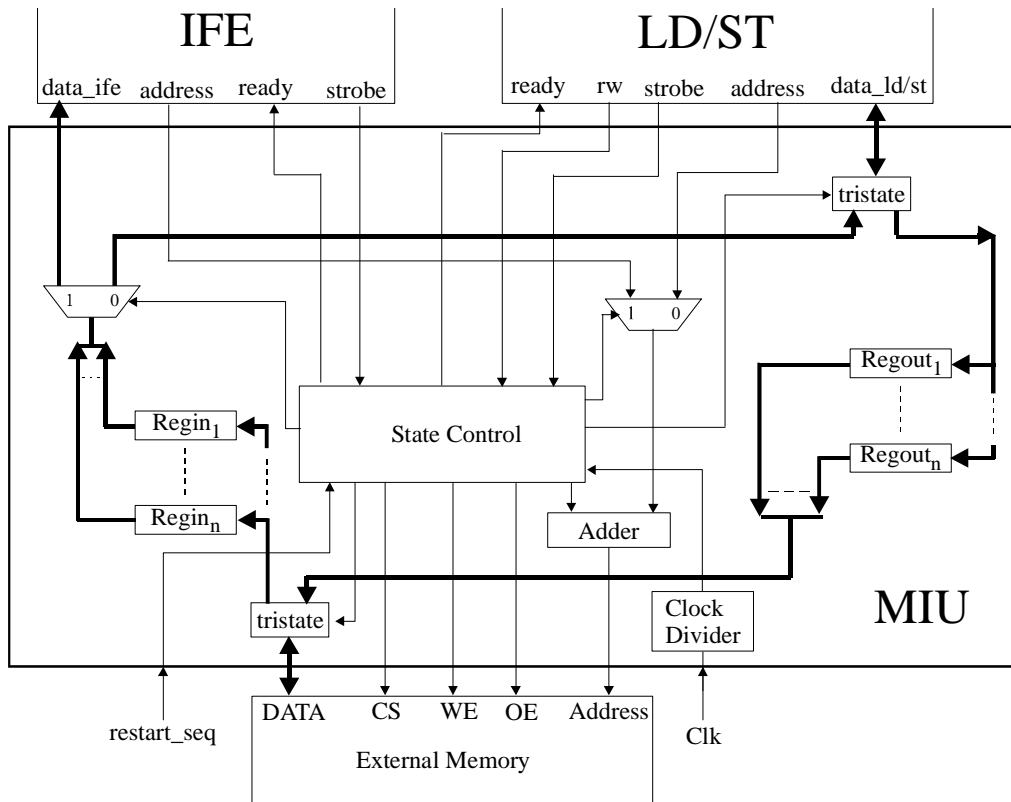 IFE LD/ST
data_ife address ready strobe ready rw strobe address data_ld/st
tristate
1 0 1 0
Regout1
Regin1 State Control
Regoutn
Reginn
Adder
tristate Clock
Divider MIU
DATA CS WE OE Address
restart_seq Clk
External Memory